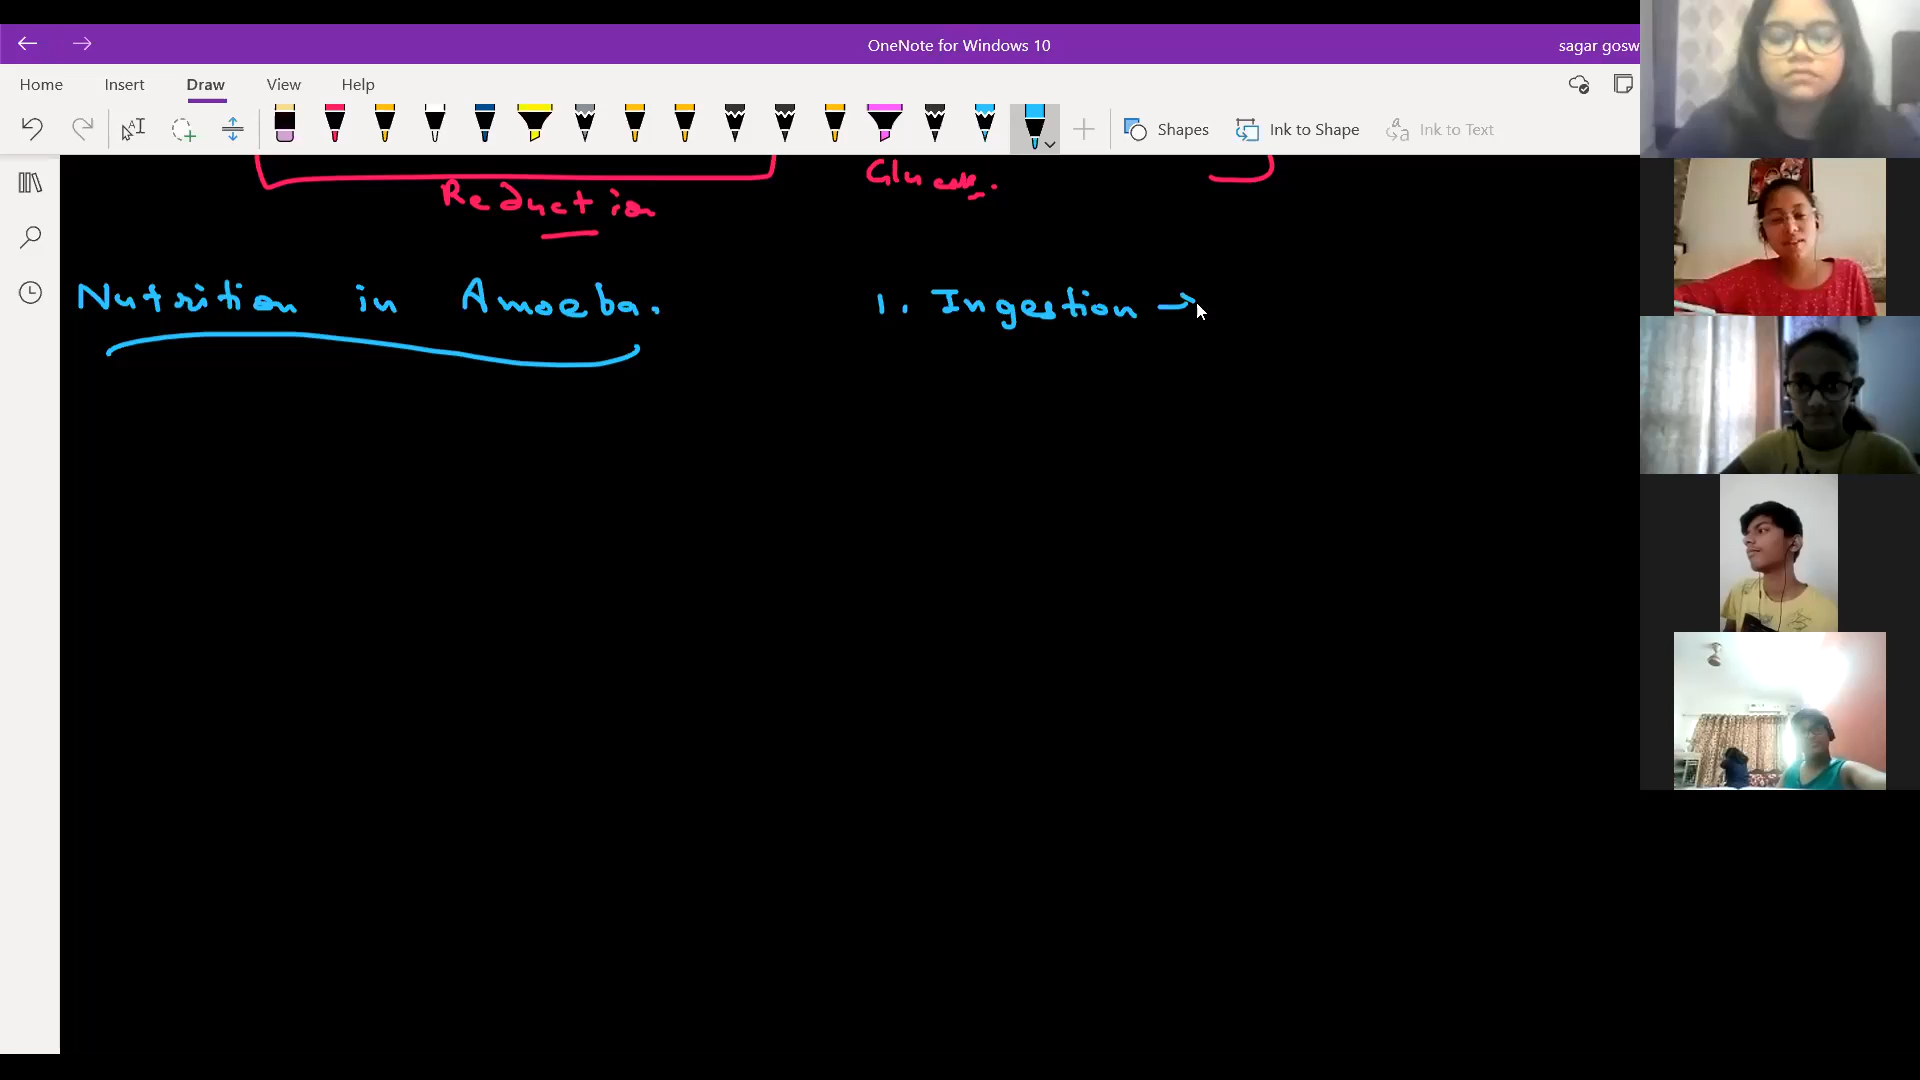 OneNote for Windows 10
sagar gosw
Home Insert Draw View Help
Shapes Ink to Shape Ink to Text
Reduction
Glucose.
Nutrition in Amoeba.
1. Ingestion →